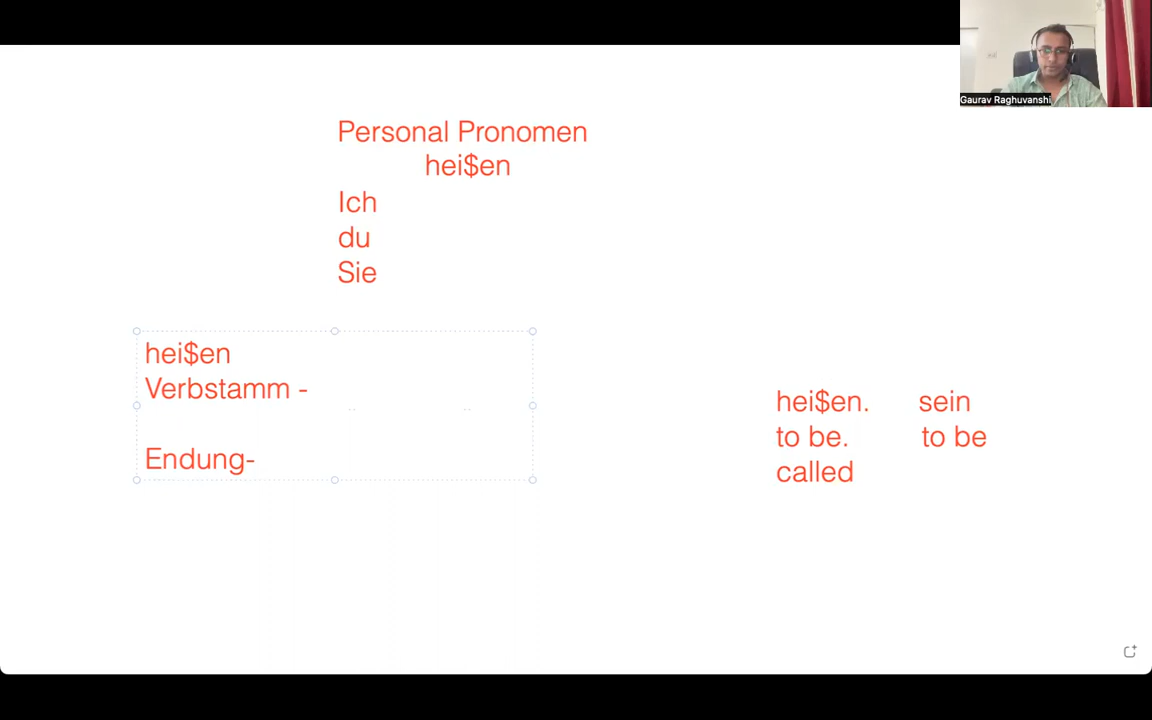 Gaurav Raghuvanshi
Personal Pronomen
hei$en
Ich
du
Sie
hei$en
Verbstamm -
Endung-
hei$en. sein
to be. to be
called